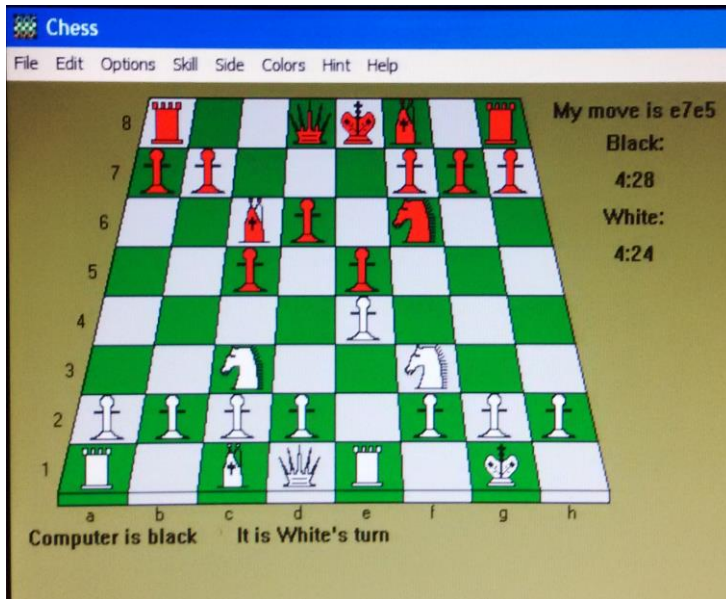 Chess
File Edit Options Skill Side Colors Hint Help
My move is e7e5
Black:
4:28
White:
4:24
8
7
6
5
4
3
2
1
a b c d e f g h
Computer is black It is White's turn